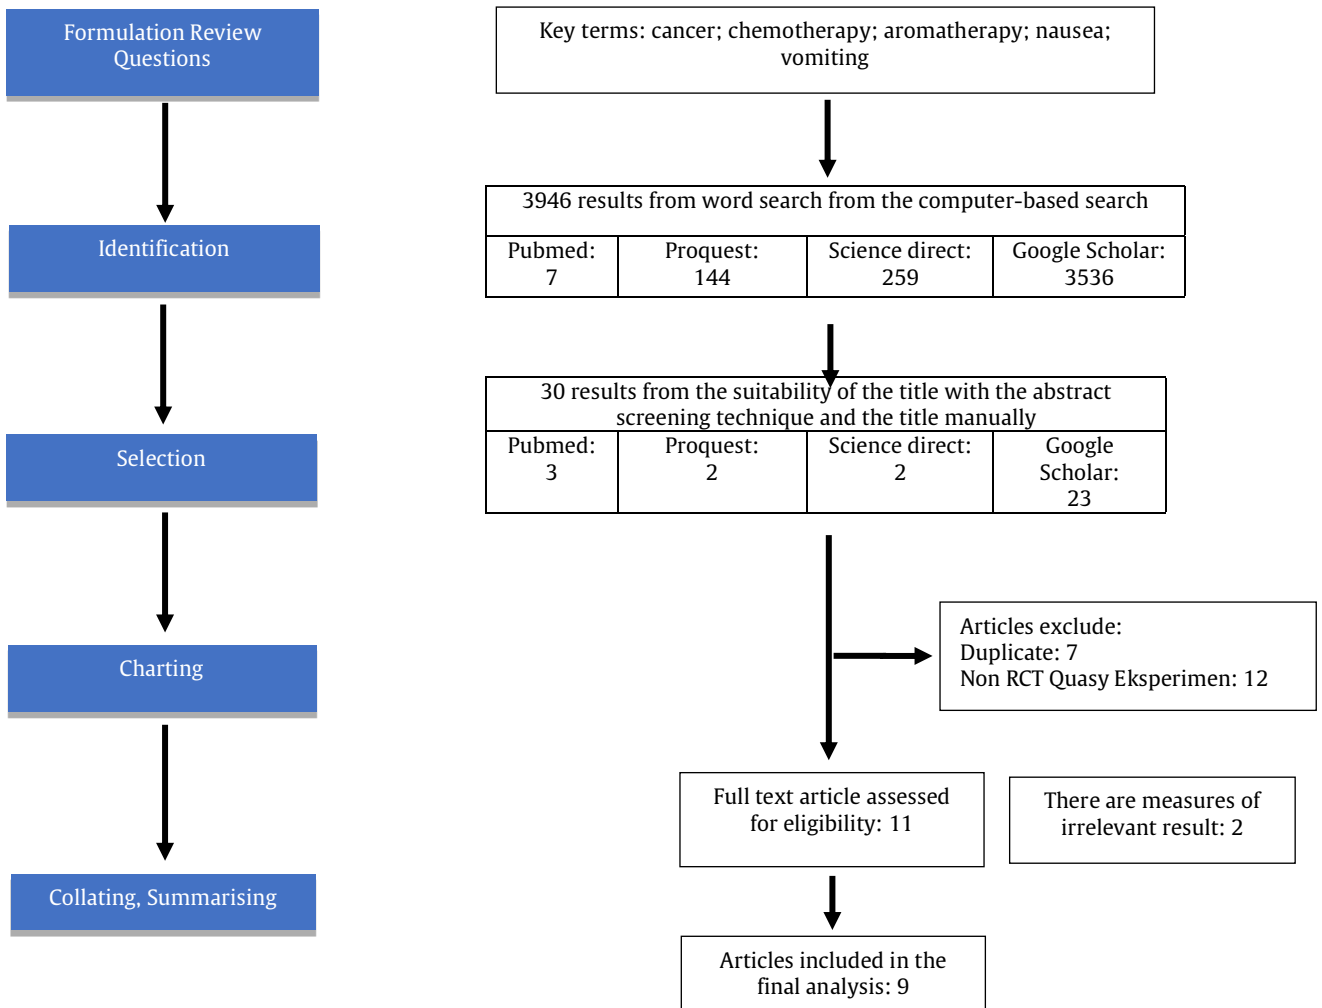 Formulation Review
Questions
Identification
Selection
Charting
Collating, Summarising
Key terms: cancer; chemotherapy; aromatherapy; nausea;
vomiting
3946 results from word search from the computer-based search
Pubmed:
7
Proquest:
144
Science direct:
259
Google Scholar:
3536
30 results from the suitability of the title with the abstract
screening technique and the title manually
Pubmed:
3
Proquest:
2
Science direct:
2
Google
Scholar:
23
Articles exclude:
Duplicate: 7
Non RCT Quasy Eksperimen: 12
Full text article assessed
for eligibility: 11
There are measures of
irrelevant result: 2
Articles included in the
final analysis: 9